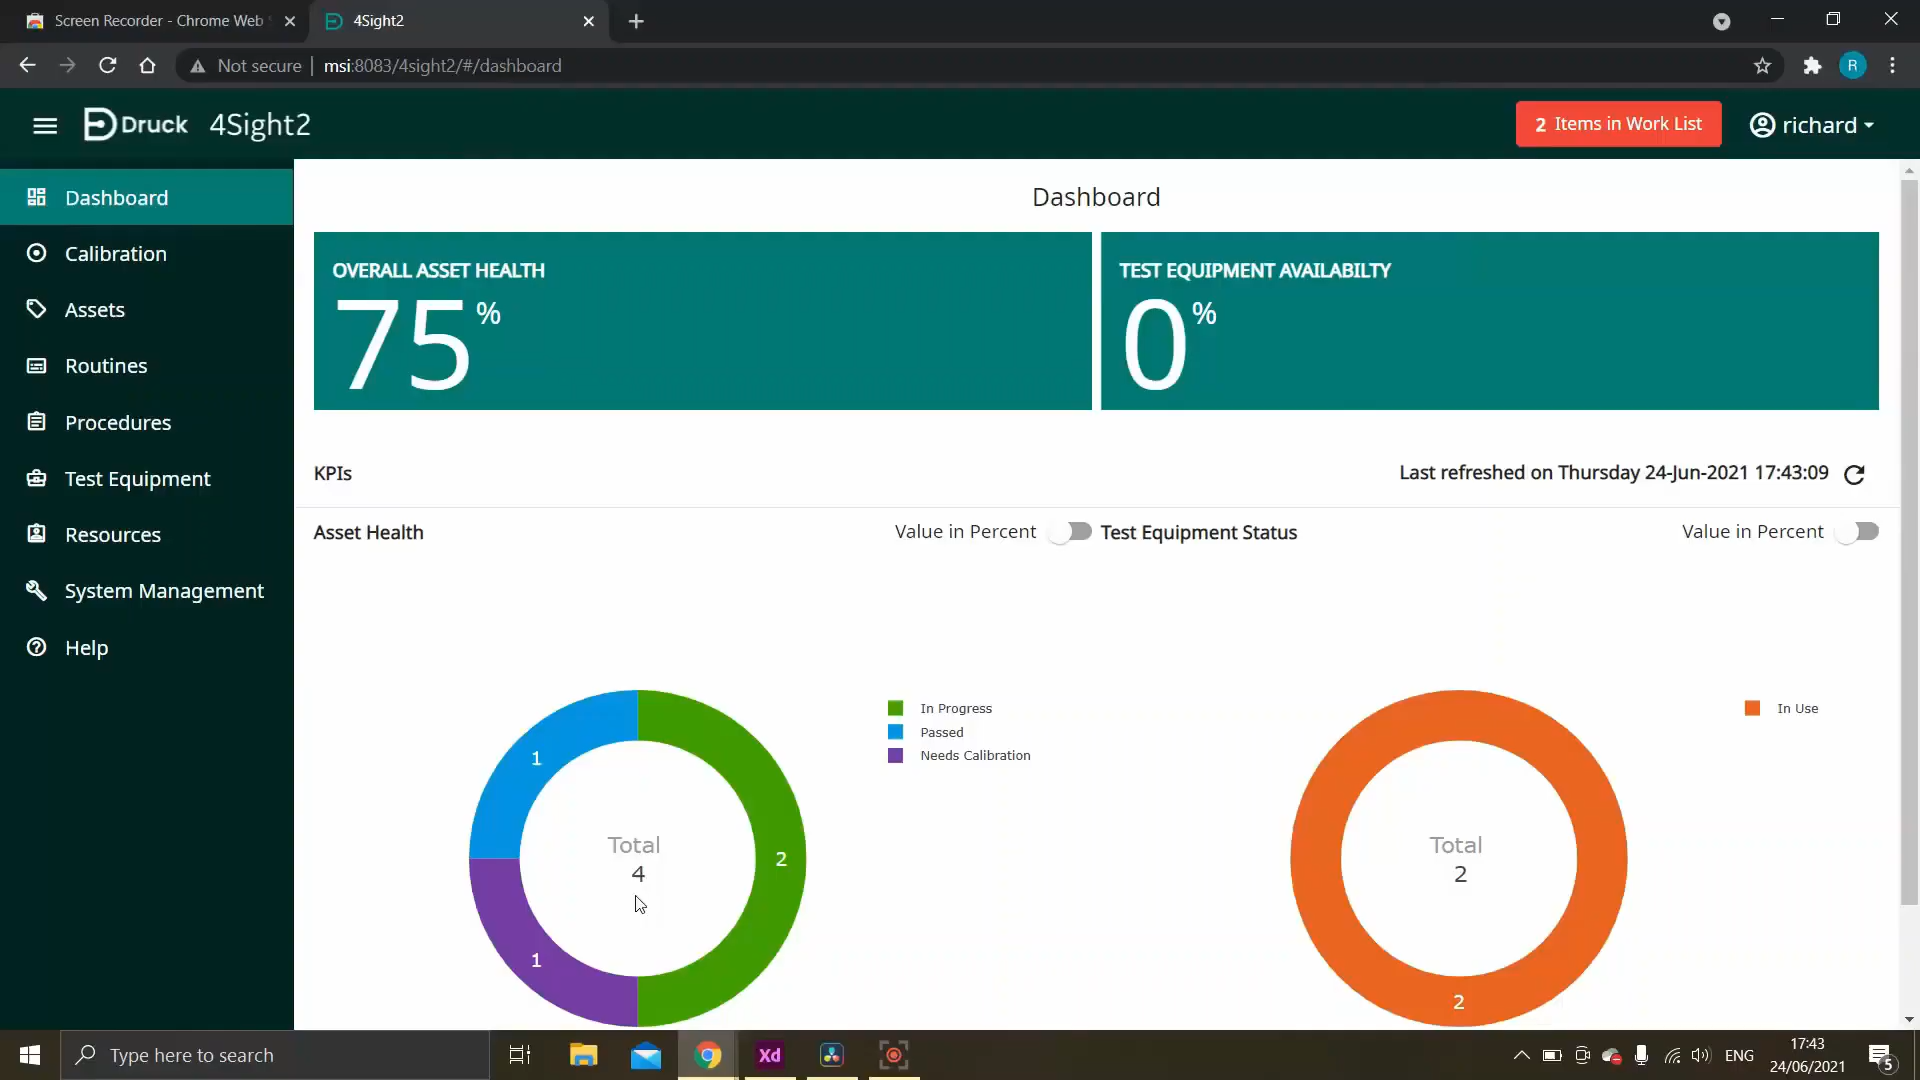 Screen Recorder - Chrome Web
4Sight2
Not secure | msi:8083/4sight2/#/dashboard
R
Druck 4Sight2
2 Items in Work List
richard
Dashboard
Calibration
Assets
Routines
Procedures
Test Equipment
Resources
System Management
Help
Dashboard
OVERALL ASSET HEALTH
75%
TEST EQUIPMENT AVAILABILTY
0%
KPIs
Last refreshed on Thursday 24-Jun-2021 17:43:09
Asset Health
Value in Percent
Test Equipment Status
Value in Percent
In Progress
Passed
Needs Calibration
1
2
1
Total
4
In Use
Total
2
2
Type here to search
Xd
ENG
17:43
24/06/2021
5